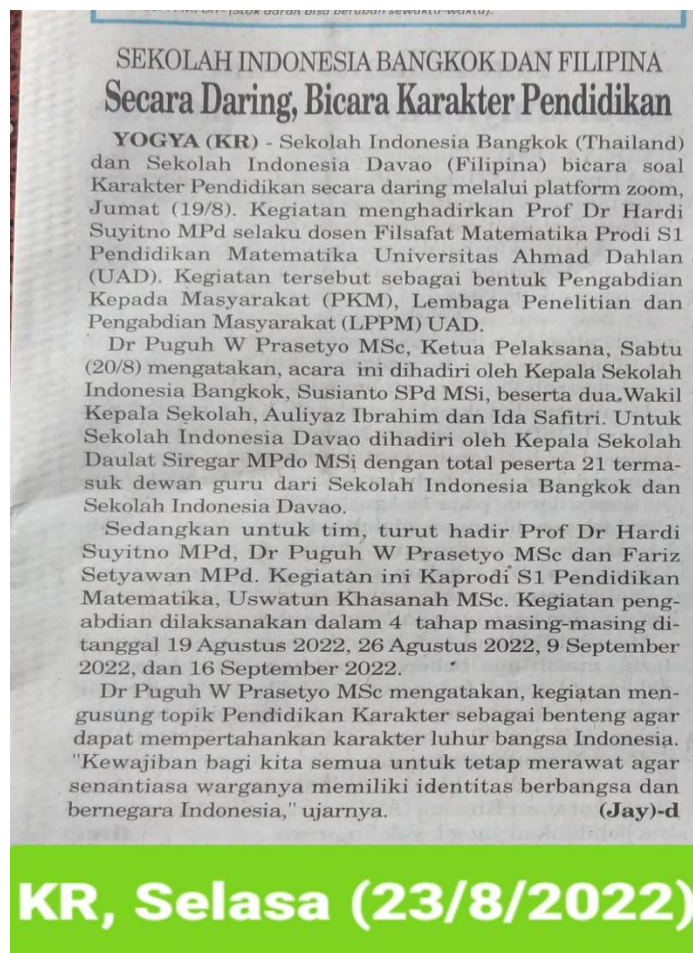 SEKOLAH INDONESIA BANGKOK DAN FILIPINA
Secara Daring, Bicara Karakter Pendidikan
YOGYA (KR) - Sekolah Indonesia Bangkok (Thailand)
dan Sekolah Indonesia Davao (Filipina) bicara soal
Karakter Pendidikan secara daring melalui platform zoom,
Jumat (19/8). Kegiatan menghadirkan Prof Dr Hardi
Suyitno MPd selaku dosen Filsafat Matematika Prodi S1
Pendidikan Matematika Universitas Ahmad Dahlan
(UAD). Kegiatan tersebut sebagai bentuk Pengabdian
Kepada Masyarakat (PKM), Lembaga Penelitian dan
Pengabdian Masyarakat (LPPM) UAD.
Dr Puguh W Prasetyo MSc, Ketua Pelaksana, Sabtu
(20/8) mengatakan, acara ini dihadiri oleh Kepala Sekolah
Indonesia Bangkok, Susianto SPd MSi, beserta dua Wakil
Kepala Sekolah, Auliyaz Ibrahim dan Ida Safitri. Untuk
Sekolah Indonesia Davao dihadiri oleh Kepala Sekolah
Daulat Siregar MPdo MSi dengan total peserta 21 terma-
suk dewan guru dari Sekolah Indonesia Bangkok dan
Sekolah Indonesia Davao.
Sedangkan untuk tim, turut hadir Prof Dr Hardi
Suyitno MPd, Dr Puguh W Prasetyo MSc dan Fariz
Setyawan MPd. Kegiatan ini Kaprodi S1 Pendidikan
Matematika, Uswatun Khasanah MSc. Kegiatan peng-
abdian dilaksanakan dalam 4 tahap masing-masing di-
tanggal 19 Agustus 2022, 26 Agustus 2022, 9 September
2022, dan 16 September 2022.
Dr Puguh W Prasetyo MSc mengatakan, kegiatan men-
gusung topik Pendidikan Karakter sebagai benteng agar
dapat mempertahankan karakter luhur bangsa Indonesia.
"Kewajiban bagi kita semua untuk tetap merawat agar
senantiasa warganya memiliki identitas berbangsa dan
bernegara Indonesia," ujarnya. (Jay)-d
KR, Selasa (23/8/2022)